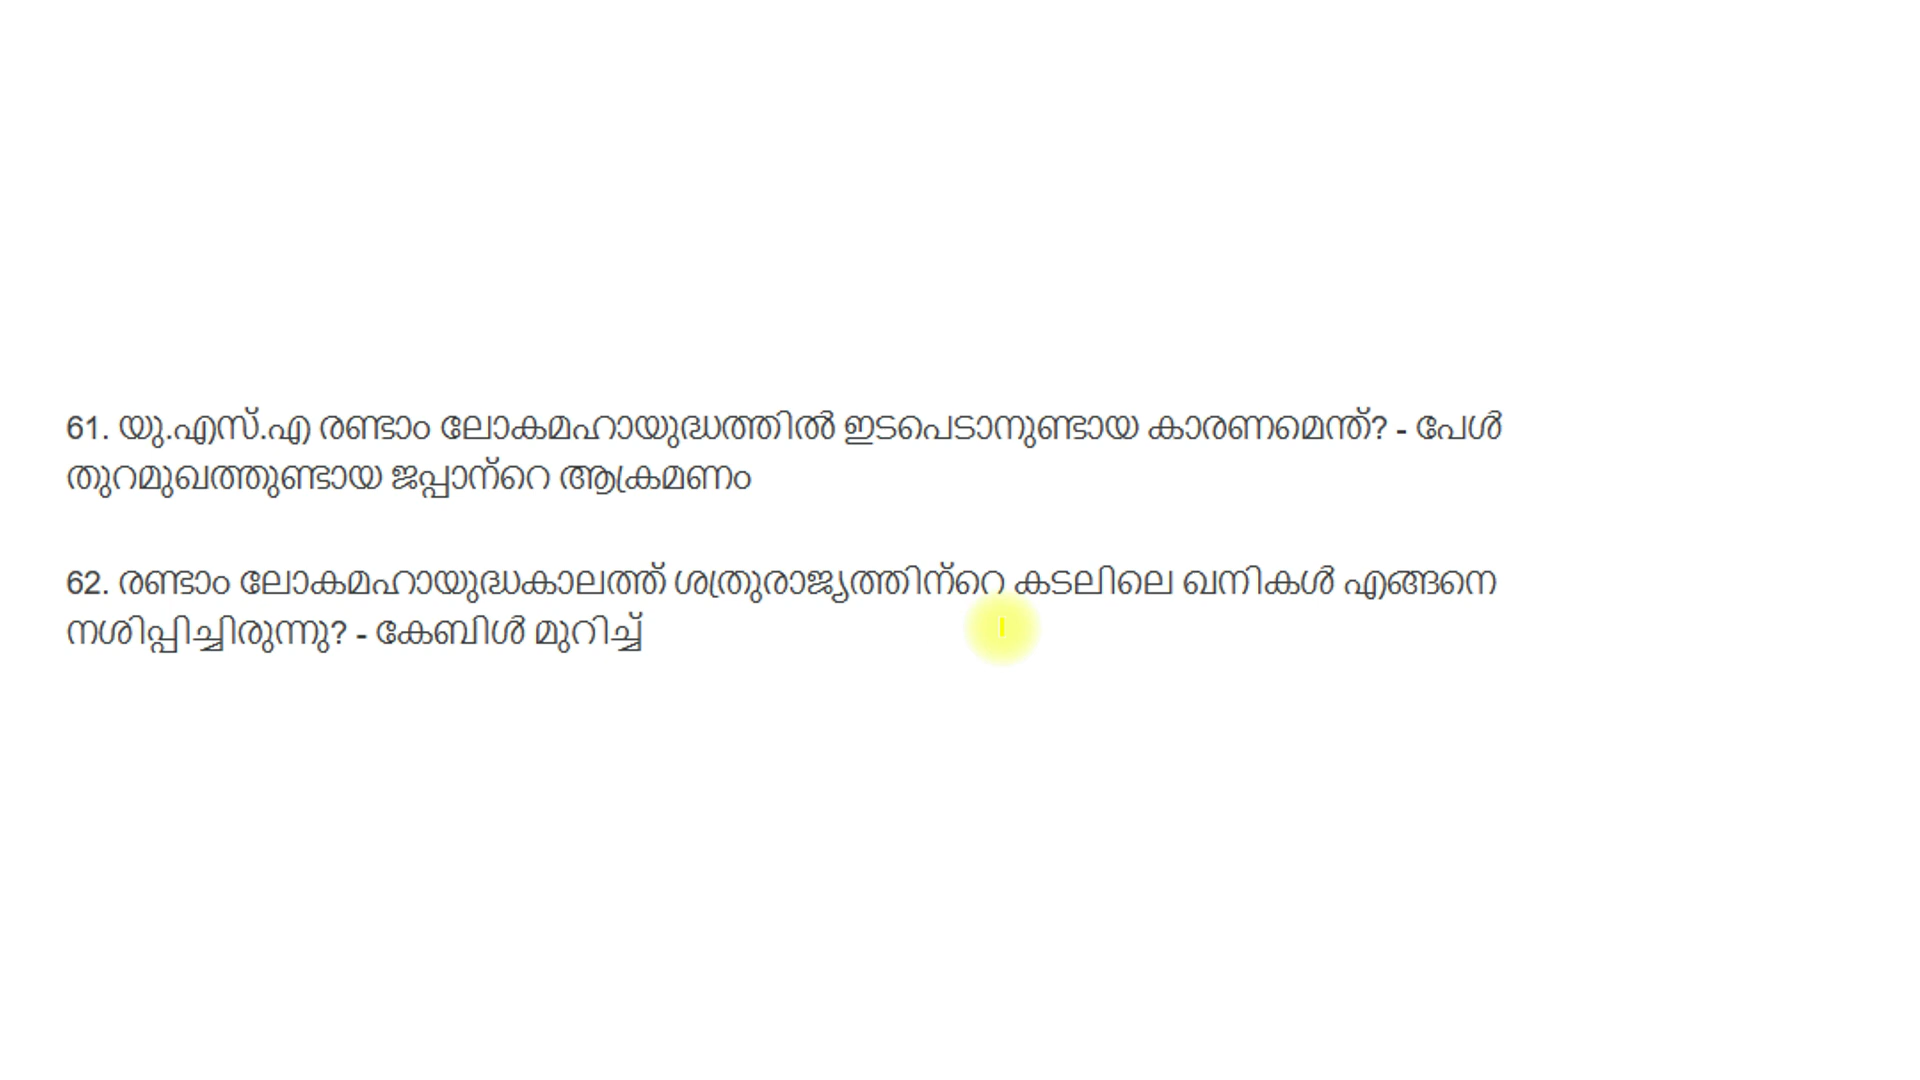 61. യു.എസ്.എ രണ്ടാം ലോകമഹായുദ്ധത്തിൽ ഇടപെടാനുണ്ടായ കാരണമെന്ത്? - പേൾ
തുറമുഖത്തുണ്ടായ ജപ്പാന്റെ ആക്രമണം
62. രണ്ടാം ലോകമഹായുദ്ധകാലത്ത് ശത്രുരാജ്യത്തിന്റെ കടലിലെ ഖനികൾ എങ്ങനെ
നശിപ്പിച്ചിരുന്നു? - കേബിൾ മുറിച്ച്